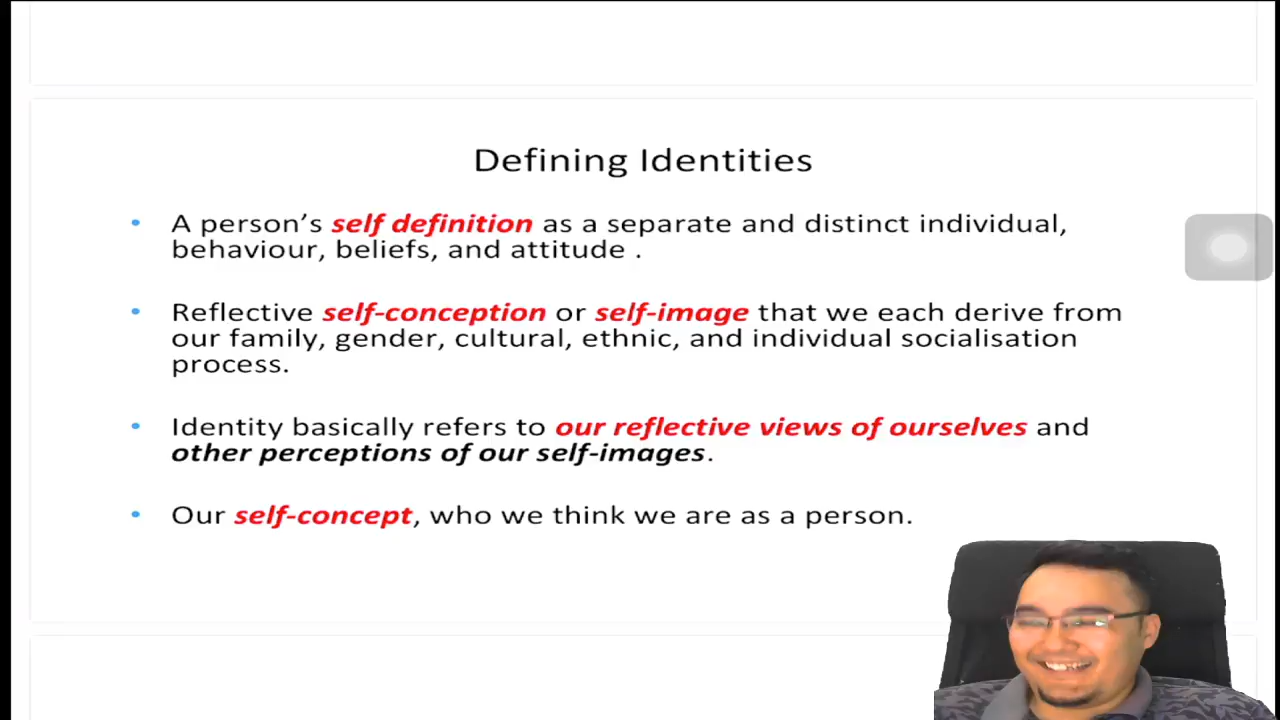 Defining Identities
• A person's self definition as a separate and distinct individual,
behaviour, beliefs, and attitude .
• Reflective self-conception or self-image that we each derive from
our family, gender, cultural, ethnic, and individual socialisation
process.
• Identity basically refers to our reflective views of ourselves and
other perceptions of our self-images.
• Our self-concept, who we think we are as a person.